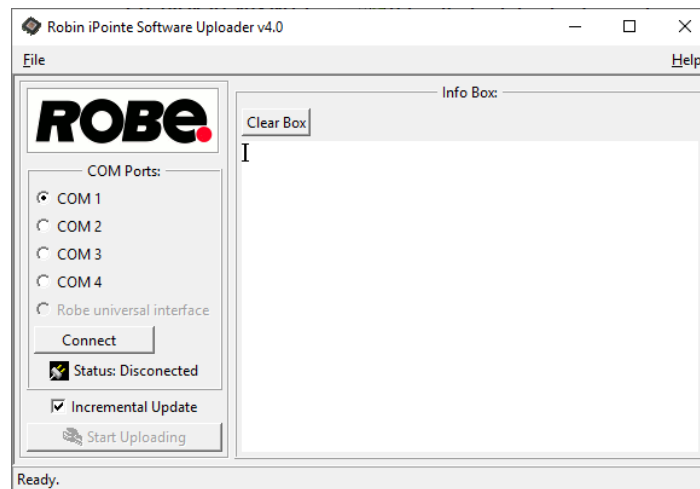 Robin iPointe Software Uploader v4.0
File
Help
ROBE.
Info Box:
Clear Box
COM Ports:
COM 1
COM 2
COM 3
COM 4
Robe universal interface
Connect
Status: Disconected
Incremental Update
Start Uploading
Ready.